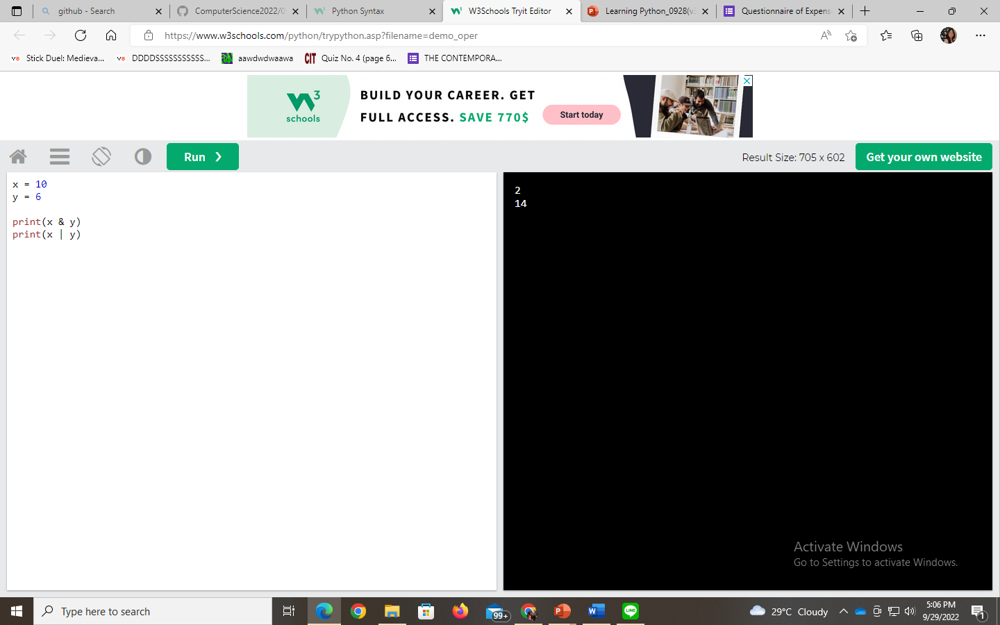 github - Search
ComputerScience2022/0
Python Syntax
W3Schools Tryit Editor
Learning Python_0928(v3
Questionnaire of Expens
https://www.w3schools.com/python/trypython.asp?filename=demo_oper
Stick Duel: Medieva...
DDDDSSSSSSSSSSS...
aawdwdwaawa
CIT
Quiz No. 4 (page 6...
THE CONTEMPORA...
W3
schools
BUILD YOUR CAREER. GET
FULL ACCESS. SAVE 770$
Start today
Run ❯
Result Size: 705 x 602
Get your own website
x = 10
y = 6
print(x & y)
print(x | y)
2
14
Activate Windows
Go to Settings to activate Windows.
Type here to search
99+
29°C Cloudy
5:06 PM
9/29/2022
1